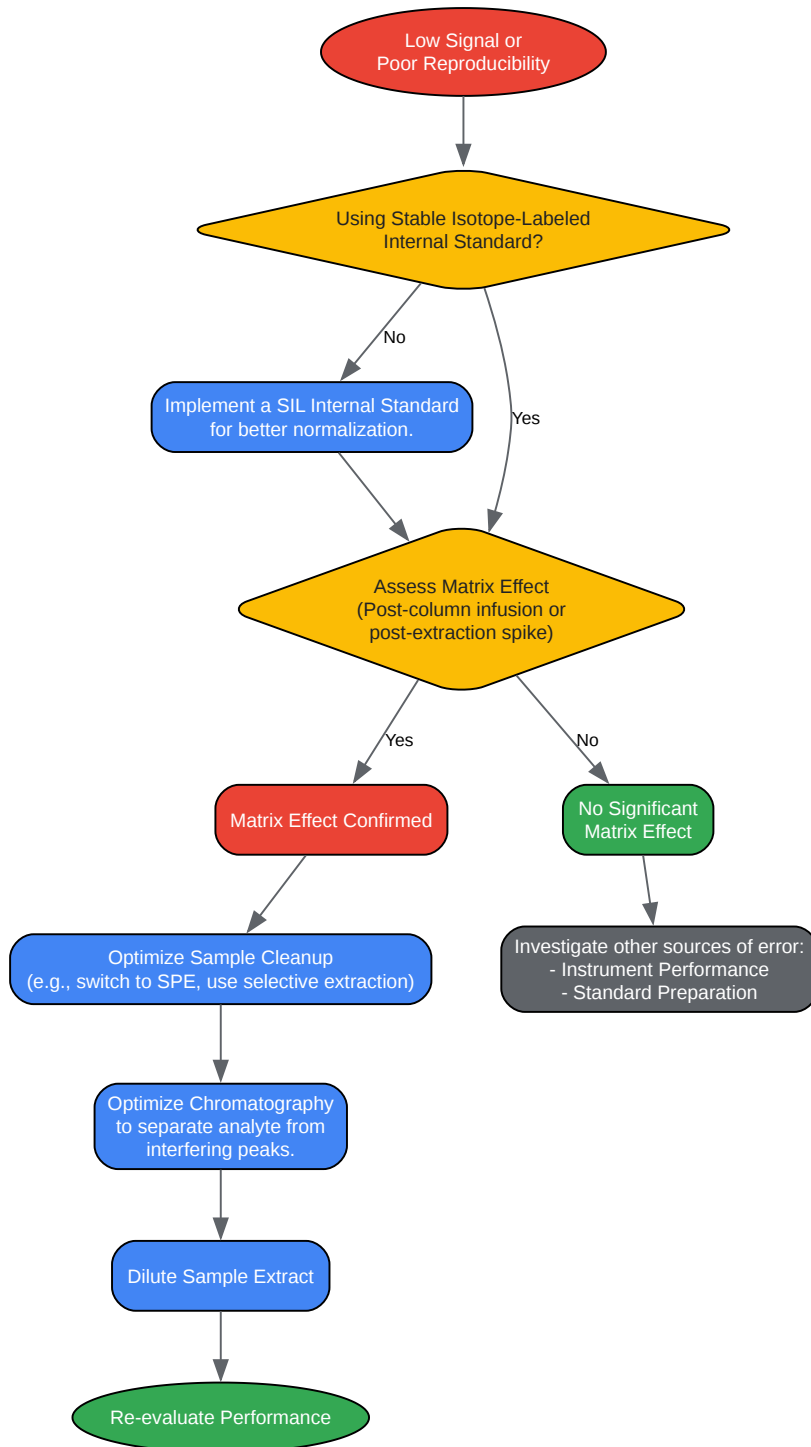 Low Signal or
Poor Reproducibility
Using Stable Isotope-Labeled
Internal Standard?
No
Implement a SIL Internal Standard
for better normalization.
Yes
Assess Matrix Effect
(Post-column infusion or
post-extraction spike)
Yes
No
Matrix Effect Confirmed
No Significant
Matrix Effect
Optimize Sample Cleanup
(e.g., switch to SPE, use selective extraction)
Investigate other sources of error:
- Instrument Performance
- Standard Preparation
Optimize Chromatography
to separate analyte from
interfering peaks.
Dilute Sample Extract
Re-evaluate Performance